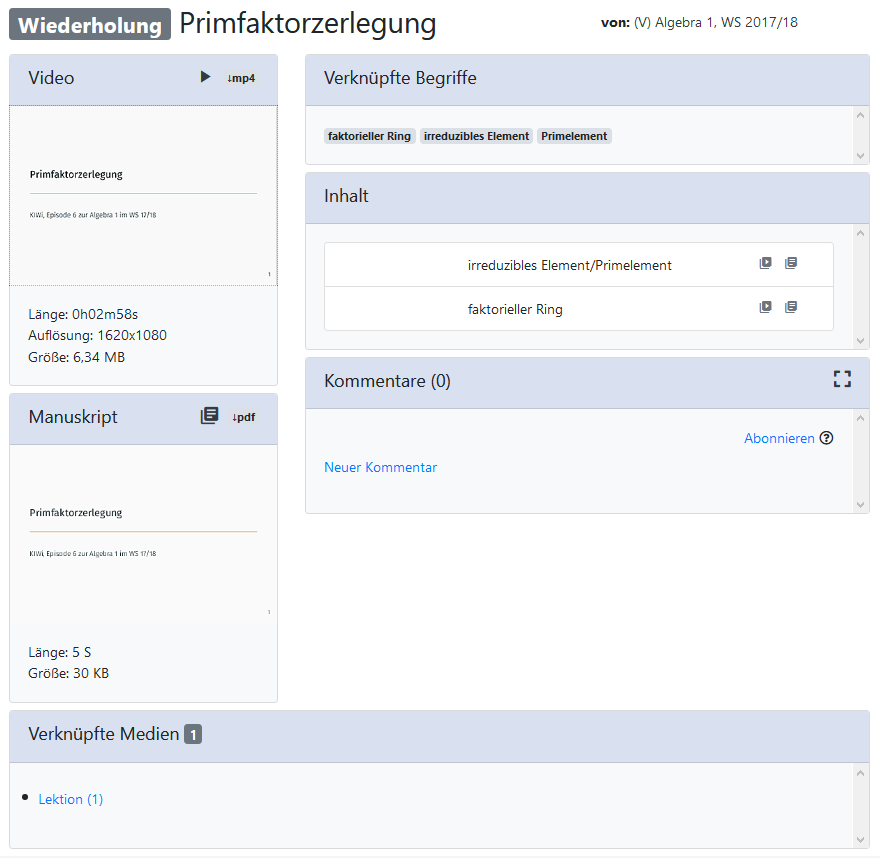 Wiederholung Primfaktorzerlegung
von: (V) Algebra 1, WS 2017/18
Video
↓mp4
Primfaktorzerlegung
KIWi, Episode 6 zur Algebra 1 im WS 17/18
1
Länge: 0h02m58s
Auflösung: 1620x1080
Größe: 6,34 MB
Manuskript
↓pdf
Primfaktorzerlegung
KIWi, Episode 6 zur Algebra 1 im WS 17/18
1
Länge: 5 S
Größe: 30 KB
Verknüpfte Begriffe
faktorieller Ring irreduzibles Element Primelement
Inhalt
irreduzibles Element/Primelement
faktorieller Ring
Kommentare (0)
Abonnieren
Neuer Kommentar
Verknüpfte Medien 1
Lektion (1)